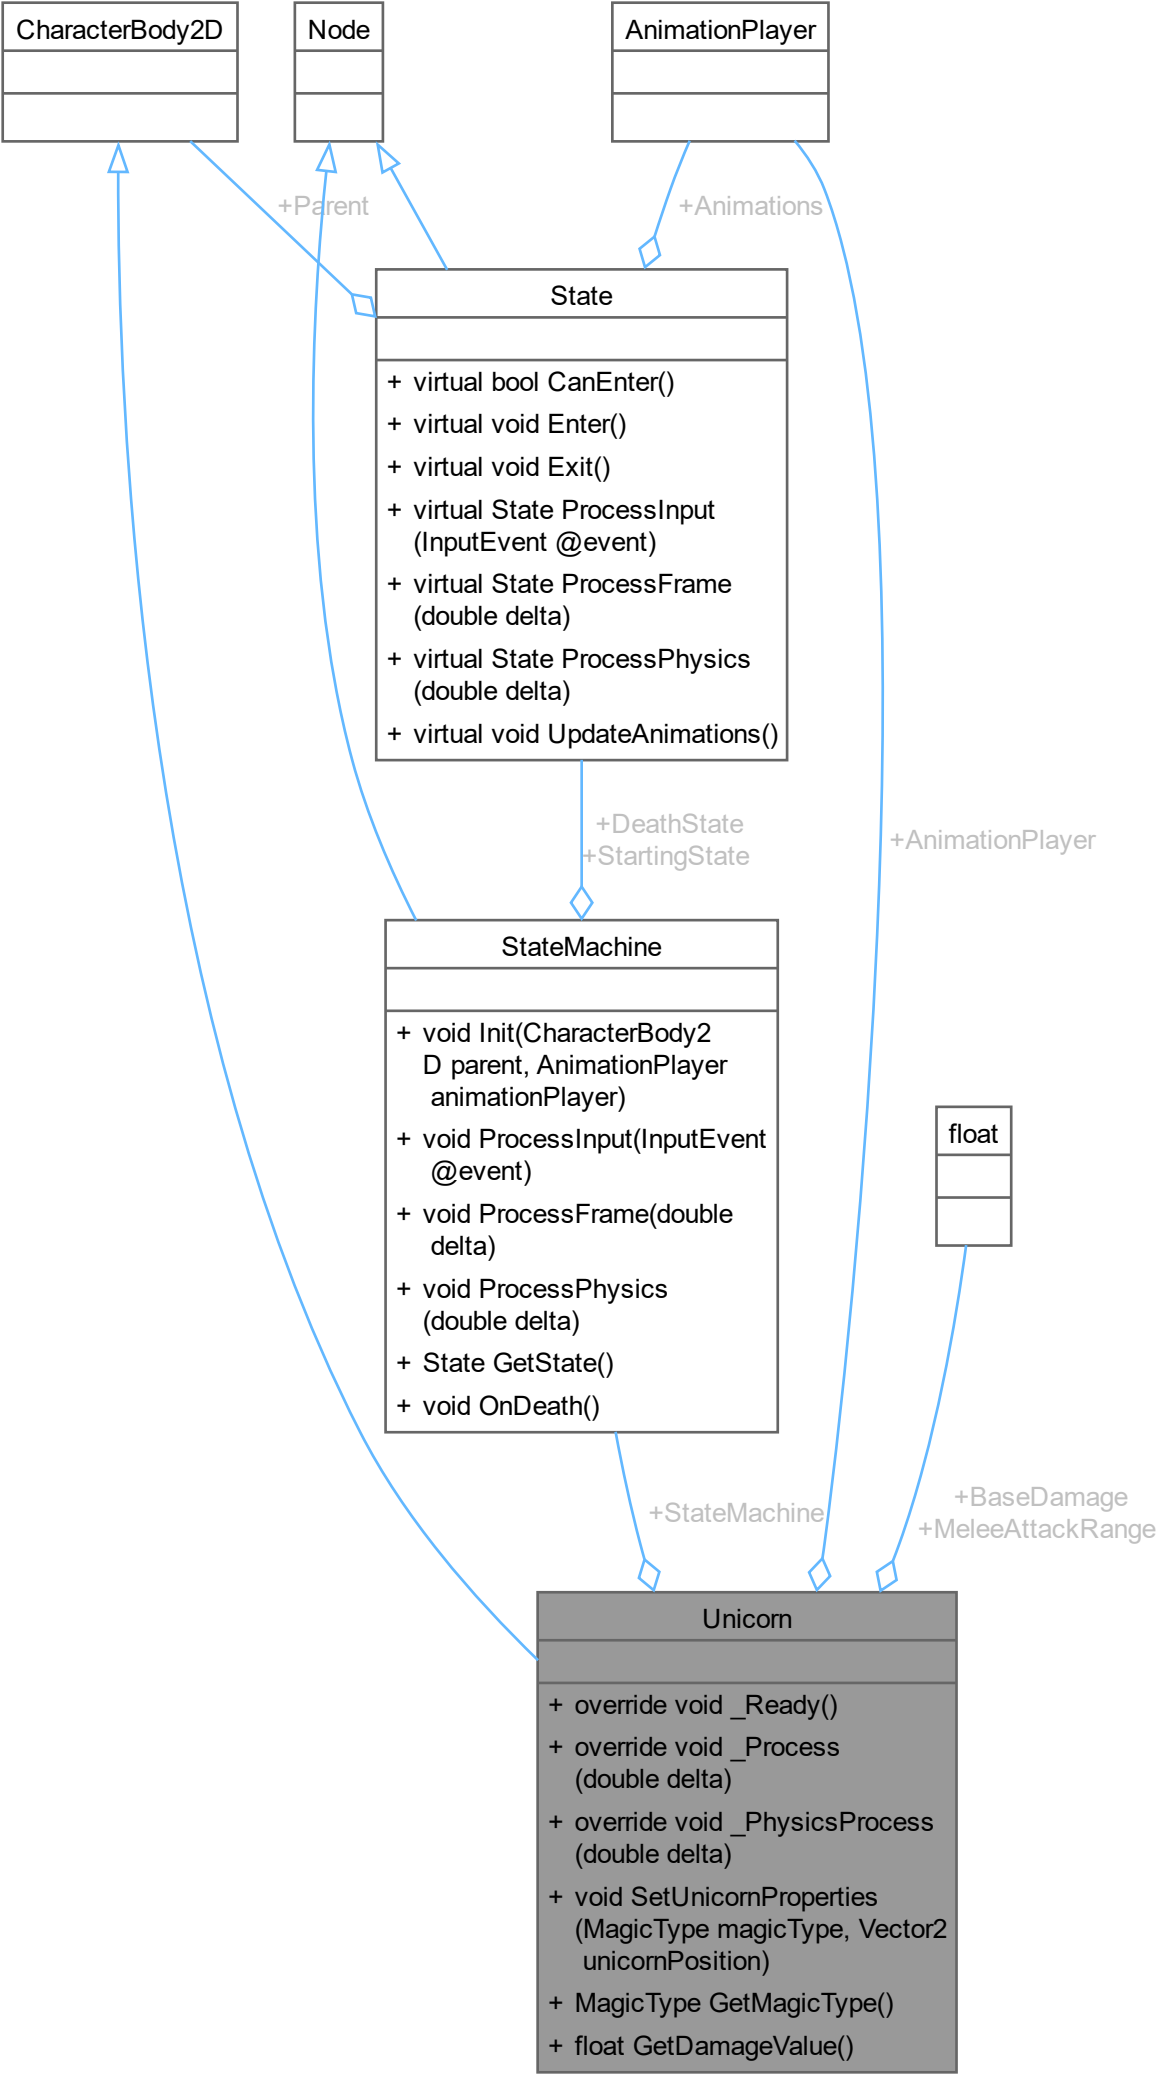 CharacterBody2D
Node
AnimationPlayer
+Parent
+Animations
State
+ virtual bool CanEnter()
+ virtual void Enter()
+ virtual void Exit()
+ virtual State ProcessInput
(InputEvent @event)
+ virtual State ProcessFrame
(double delta)
+ virtual State ProcessPhysics
(double delta)
+ virtual void UpdateAnimations()
+DeathState
+StartingState
+AnimationPlayer
StateMachine
+ void Init(CharacterBody2
D parent, AnimationPlayer
animationPlayer)
+ void ProcessInput(InputEvent
@event)
+ void ProcessFrame(double
delta)
+ void ProcessPhysics
(double delta)
+ State GetState()
+ void OnDeath()
float
+StateMachine
+BaseDamage
+MeleeAttackRange
Unicorn
+ override void _Ready()
+ override void _Process
(double delta)
+ override void _PhysicsProcess
(double delta)
+ void SetUnicornProperties
(MagicType magicType, Vector2
unicornPosition)
+ MagicType GetMagicType()
+ float GetDamageValue()